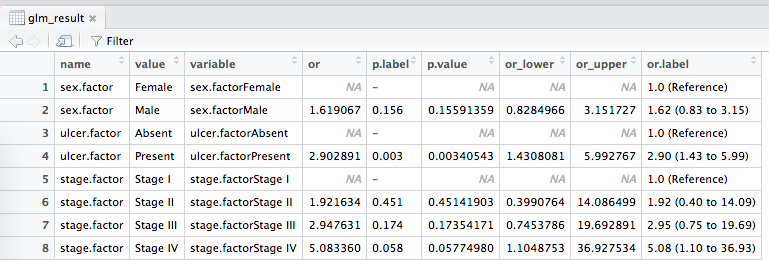 glm_result
Filter
name value variable or p.label p.value or_lower or_upper or.label
1 sex.factor Female sex.factorFemale NA – NA NA NA 1.0 (Reference)
2 sex.factor Male sex.factorMale 1.619067 0.156 0.15591359 0.8284966 3.151727 1.62 (0.83 to 3.15)
3 ulcer.factor Absent ulcer.factorAbsent NA – NA NA NA 1.0 (Reference)
4 ulcer.factor Present ulcer.factorPresent 2.902891 0.003 0.00340543 1.4308081 5.992767 2.90 (1.43 to 5.99)
5 stage.factor Stage I stage.factorStage I NA – NA NA NA 1.0 (Reference)
6 stage.factor Stage II stage.factorStage II 1.921634 0.451 0.45141903 0.3990764 14.086499 1.92 (0.40 to 14.09)
7 stage.factor Stage III stage.factorStage III 2.947631 0.174 0.17354171 0.7453786 19.692891 2.95 (0.75 to 19.69)
8 stage.factor Stage IV stage.factorStage IV 5.083360 0.058 0.05774980 1.1048753 36.927534 5.08 (1.10 to 36.93)